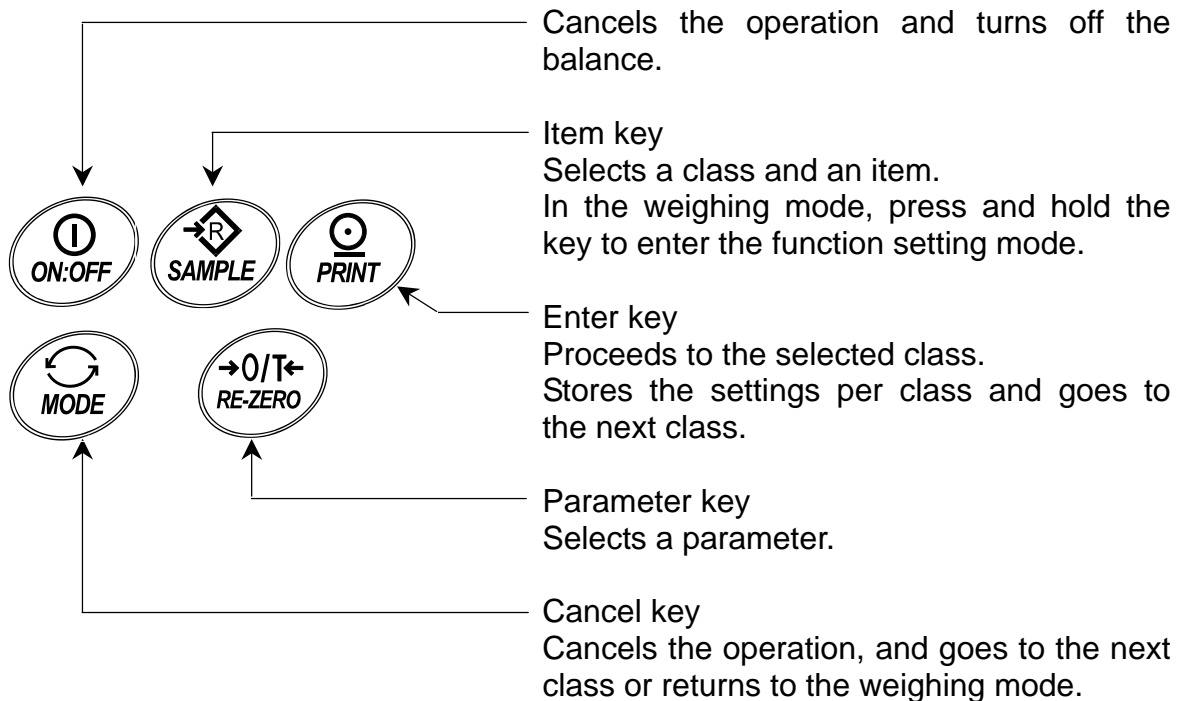 Cancels the operation and turns off the
balance.
Item key
Selects a class and an item.
In the weighing mode, press and hold the
key to enter the function setting mode.
ON:OFF
R
SAMPLE
PRINT
Enter key
Proceeds to the selected class.
Stores the settings per class and goes to
the next class.
MODE
→0/T←
RE-ZERO
Parameter key
Selects a parameter.
Cancel key
Cancels the operation, and goes to the next
class or returns to the weighing mode.